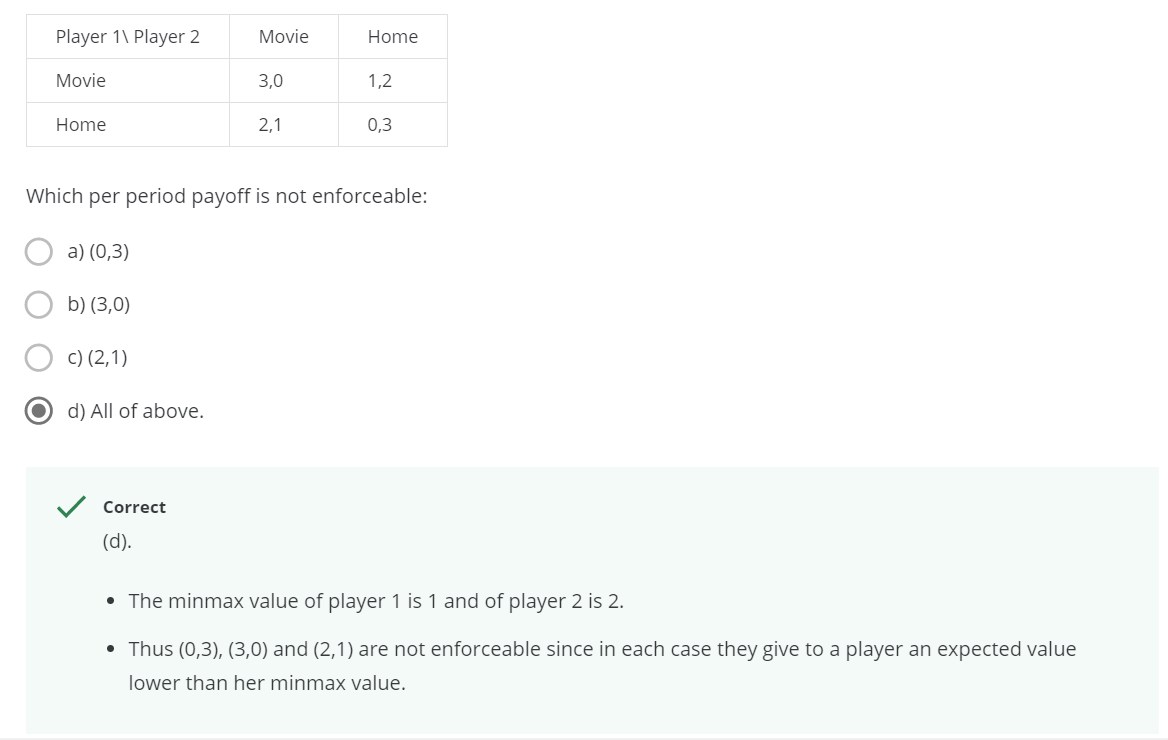 Player 1\ Player 2 Movie Home
Movie 3,0 1,2
Home 2,1 0,3
Which per period payoff is not enforceable:
a) (0,3)
b) (3,0)
c) (2,1)
d) All of above.
Correct
(d).
• The minmax value of player 1 is 1 and of player 2 is 2.
• Thus (0,3), (3,0) and (2,1) are not enforceable since in each case they give to a player an expected value
lower than her minmax value.